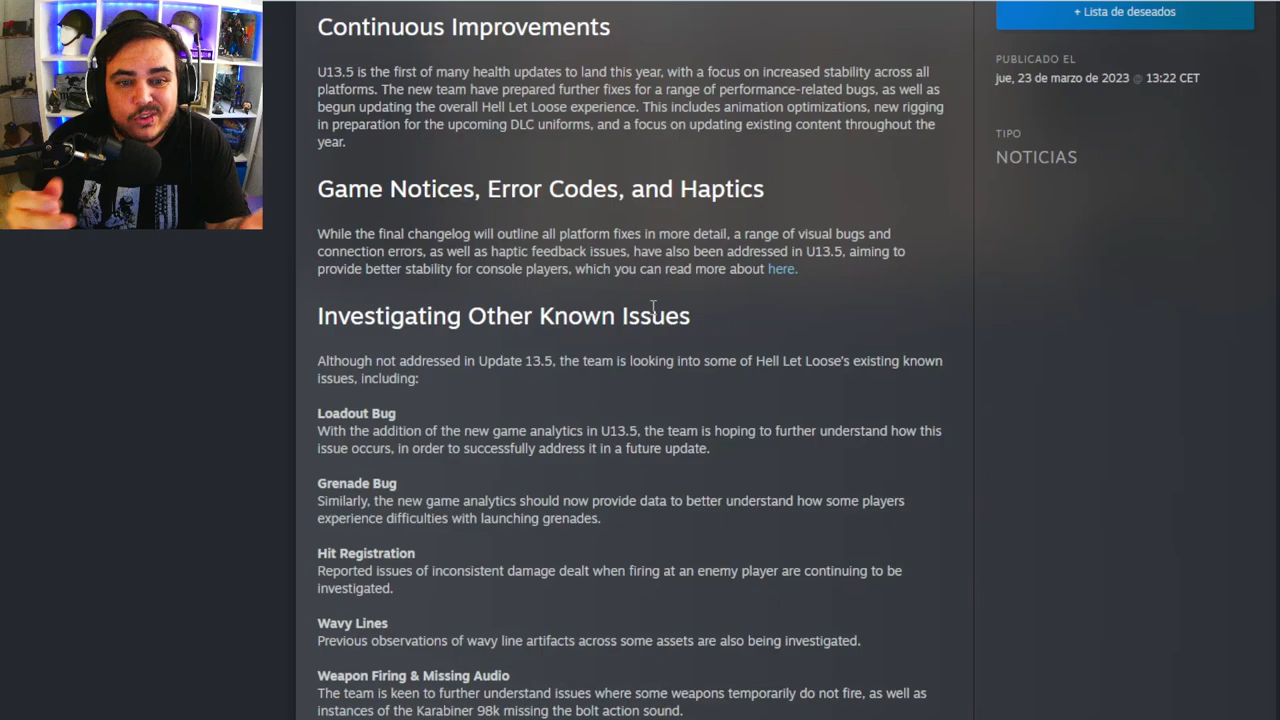 Continuous Improvements
U13.5 is the first of many health updates to land this year, with a focus on increased stability across all
platforms. The new team have prepared further fixes for a range of performance-related bugs, as well as
begun updating the overall Hell Let Loose experience. This includes animation optimizations, new rigging
in preparation for the upcoming DLC uniforms, and a focus on updating existing content throughout the
year.
Game Notices, Error Codes, and Haptics
While the final changelog will outline all platform fixes in more detail, a range of visual bugs and
connection errors, as well as haptic feedback issues, have also been addressed in U13.5, aiming to
provide better stability for console players, which you can read more about here.
Investigating Other Known Issues
Although not addressed in Update 13.5, the team is looking into some of Hell Let Loose's existing known
issues, including:
Loadout Bug
With the addition of the new game analytics in U13.5, the team is hoping to further understand how this
issue occurs, in order to successfully address it in a future update.
Grenade Bug
Similarly, the new game analytics should now provide data to better understand how some players
experience difficulties with launching grenades.
Hit Registration
Reported issues of inconsistent damage dealt when firing at an enemy player are continuing to be
investigated.
Wavy Lines
Previous observations of wavy line artifacts across some assets are also being investigated.
Weapon Firing & Missing Audio
The team is keen to further understand issues where some weapons temporarily do not fire, as well as
instances of the Karabiner 98k missing the bolt action sound.
+ Lista de deseados
PUBLICADO EL
jue, 23 de marzo de 2023 @ 13:22 CET
TIPO
NOTICIAS